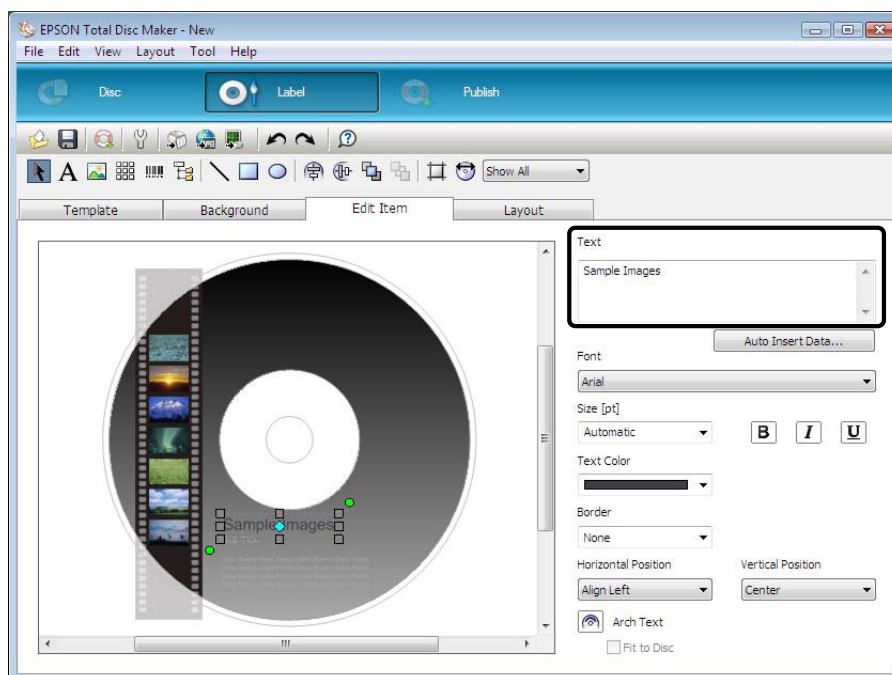 EPSON Total Disc Maker - New
File Edit View Layout Tool Help
Disc Label Publish
Show All
Template Background Edit Item Layout
Text
Sample Images
Auto Insert Data...
Font
Arial
Size [pt]
Automatic B I U
Text Color
Border
None
Horizontal Position Vertical Position
Align Left Center
Arch Text
Fit to Disc
Sample Images